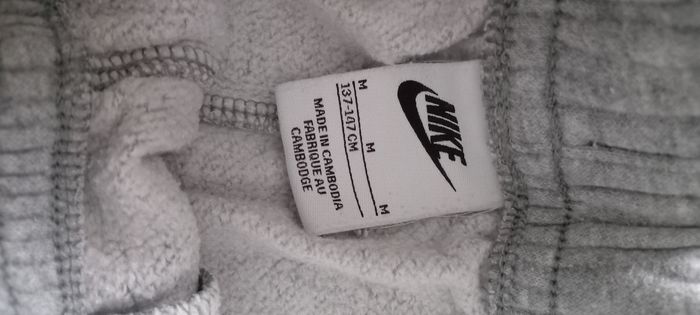 NIKE
M M M
137-147 CM
MADE IN CAMBODIA
FABRIQUE AU
CAMBODGE